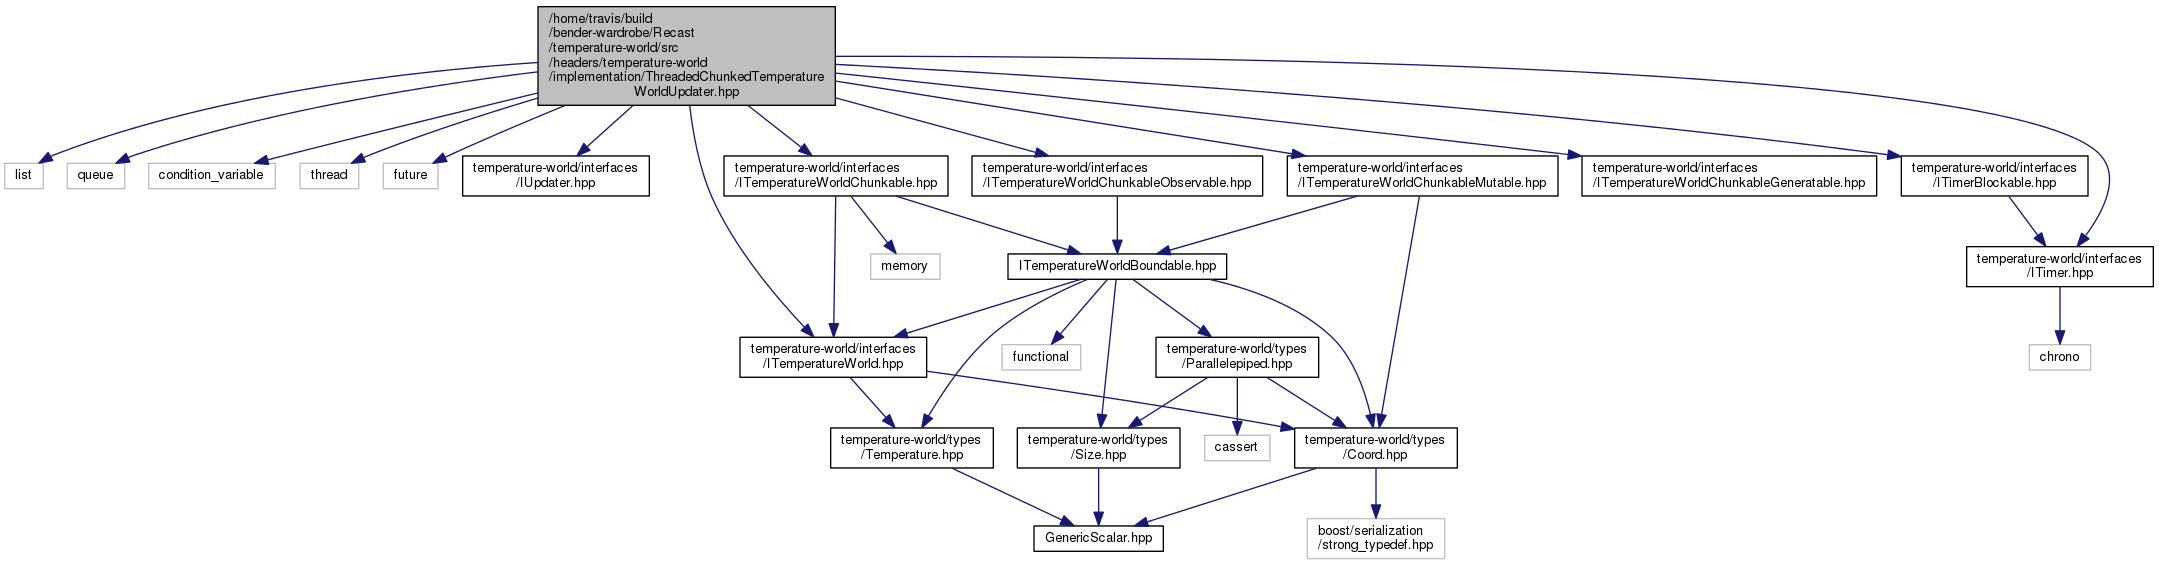 /home/travis/build
/bender-wardrobe/Recast
/temperature-world/src
/headers/temperature-world
/implementation/ThreadedChunkedTemperature
WorldUpdater.hpp
list
queue
condition_variable
thread
future
temperature-world/interfaces
/IUpdater.hpp
temperature-world/interfaces
/ITemperatureWorldChunkable.hpp
temperature-world/interfaces
/ITemperatureWorldChunkableObservable.hpp
temperature-world/interfaces
/ITemperatureWorldChunkableMutable.hpp
temperature-world/interfaces
/ITemperatureWorldChunkableGeneratable.hpp
temperature-world/interfaces
/ITimerBlockable.hpp
memory
ITemperatureWorldBoundable.hpp
temperature-world/interfaces
/ITimer.hpp
temperature-world/interfaces
/ITemperatureWorld.hpp
functional
temperature-world/types
/Parallelepiped.hpp
chrono
temperature-world/types
/Temperature.hpp
temperature-world/types
/Size.hpp
cassert
temperature-world/types
/Coord.hpp
GenericScalar.hpp
boost/serialization
/strong_typedef.hpp